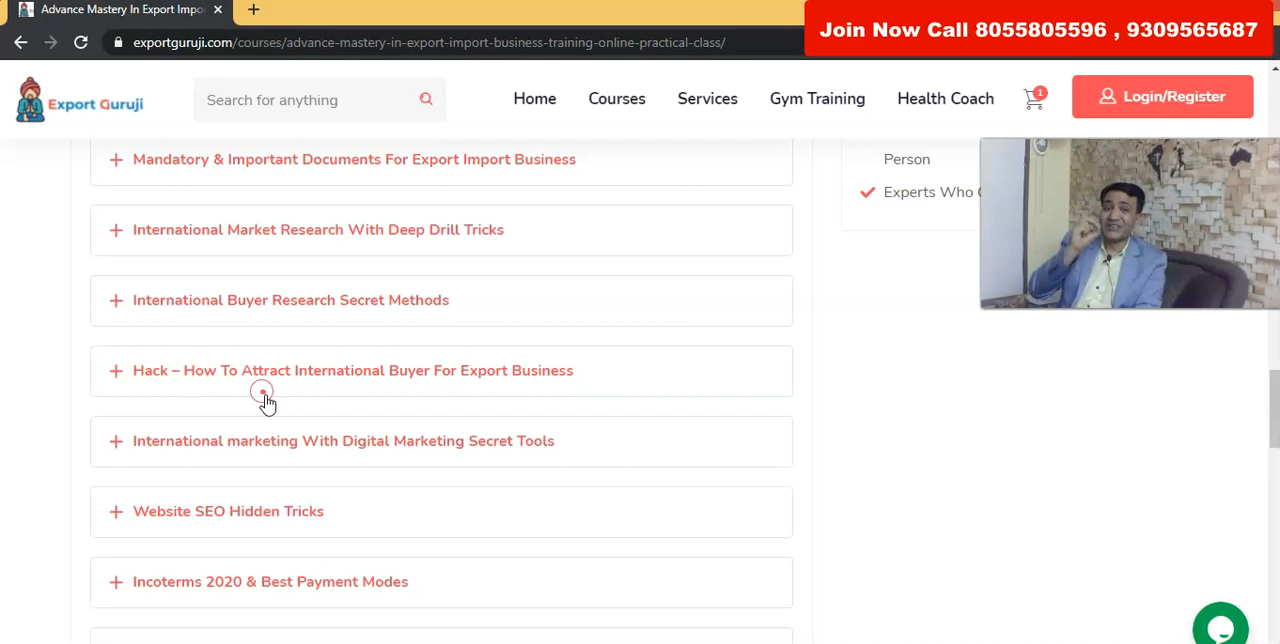 Advance Mastery In Export Impo
Join Now Call 8055805596 , 9309565687
exportguruji.com/courses/advance-mastery-in-export-import-business-training-online-practical-class/
Export Guruji
Search for anything
Home
Courses
Services
Gym Training
Health Coach
1
Login/Register
Mandatory & Important Documents For Export Import Business
Person
Experts Who
International Market Research With Deep Drill Tricks
International Buyer Research Secret Methods
Hack – How To Attract International Buyer For Export Business
International marketing With Digital Marketing Secret Tools
Website SEO Hidden Tricks
Incoterms 2020 & Best Payment Modes